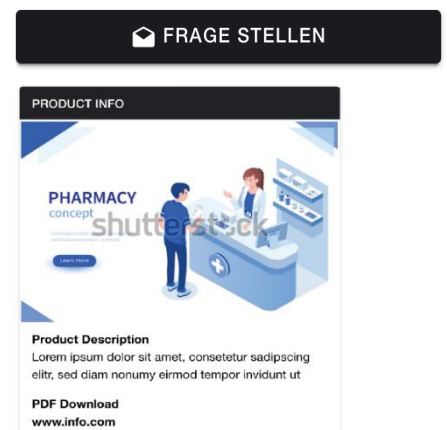 FRAGE STELLEN
PRODUCT INFO
PHARMACY
concept
shutterstock
Learn more
Product Description
Lorem ipsum dolor sit amet, consetetur sadipscing
elitr, sed diam nonumy eirmod tempor invidunt ut
PDF Download
www.info.com